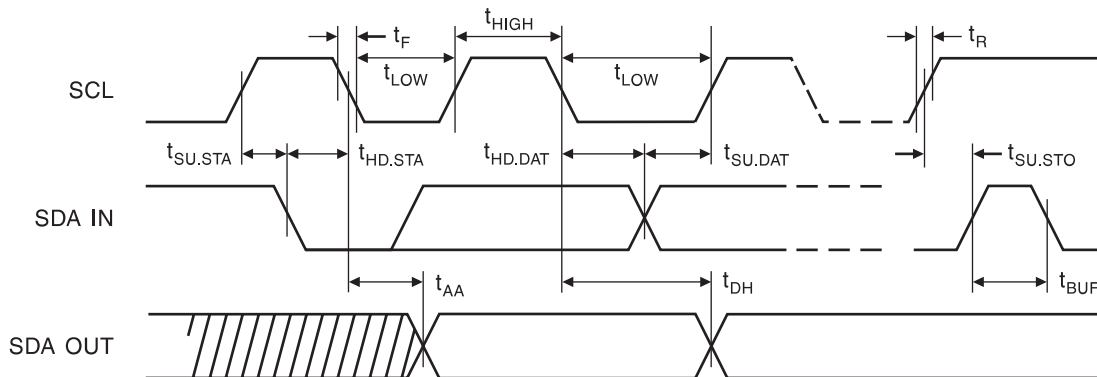 tF
tHIGH
tR
SCL
tLOW
tLOW
tSU.STA
tHD.STA
tHD.DAT
tSU.DAT
tSU.STO
SDA IN
tAA
tDH
tBUF
SDA OUT